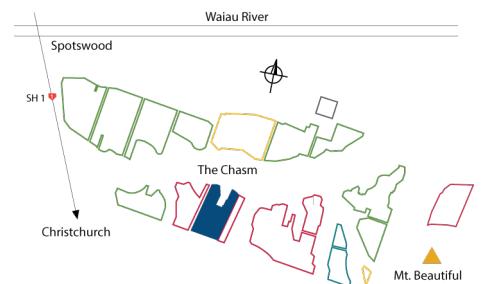 Waiau River
Spotswood
SH 1
The Chasm
Christchurch
Mt. Beautiful